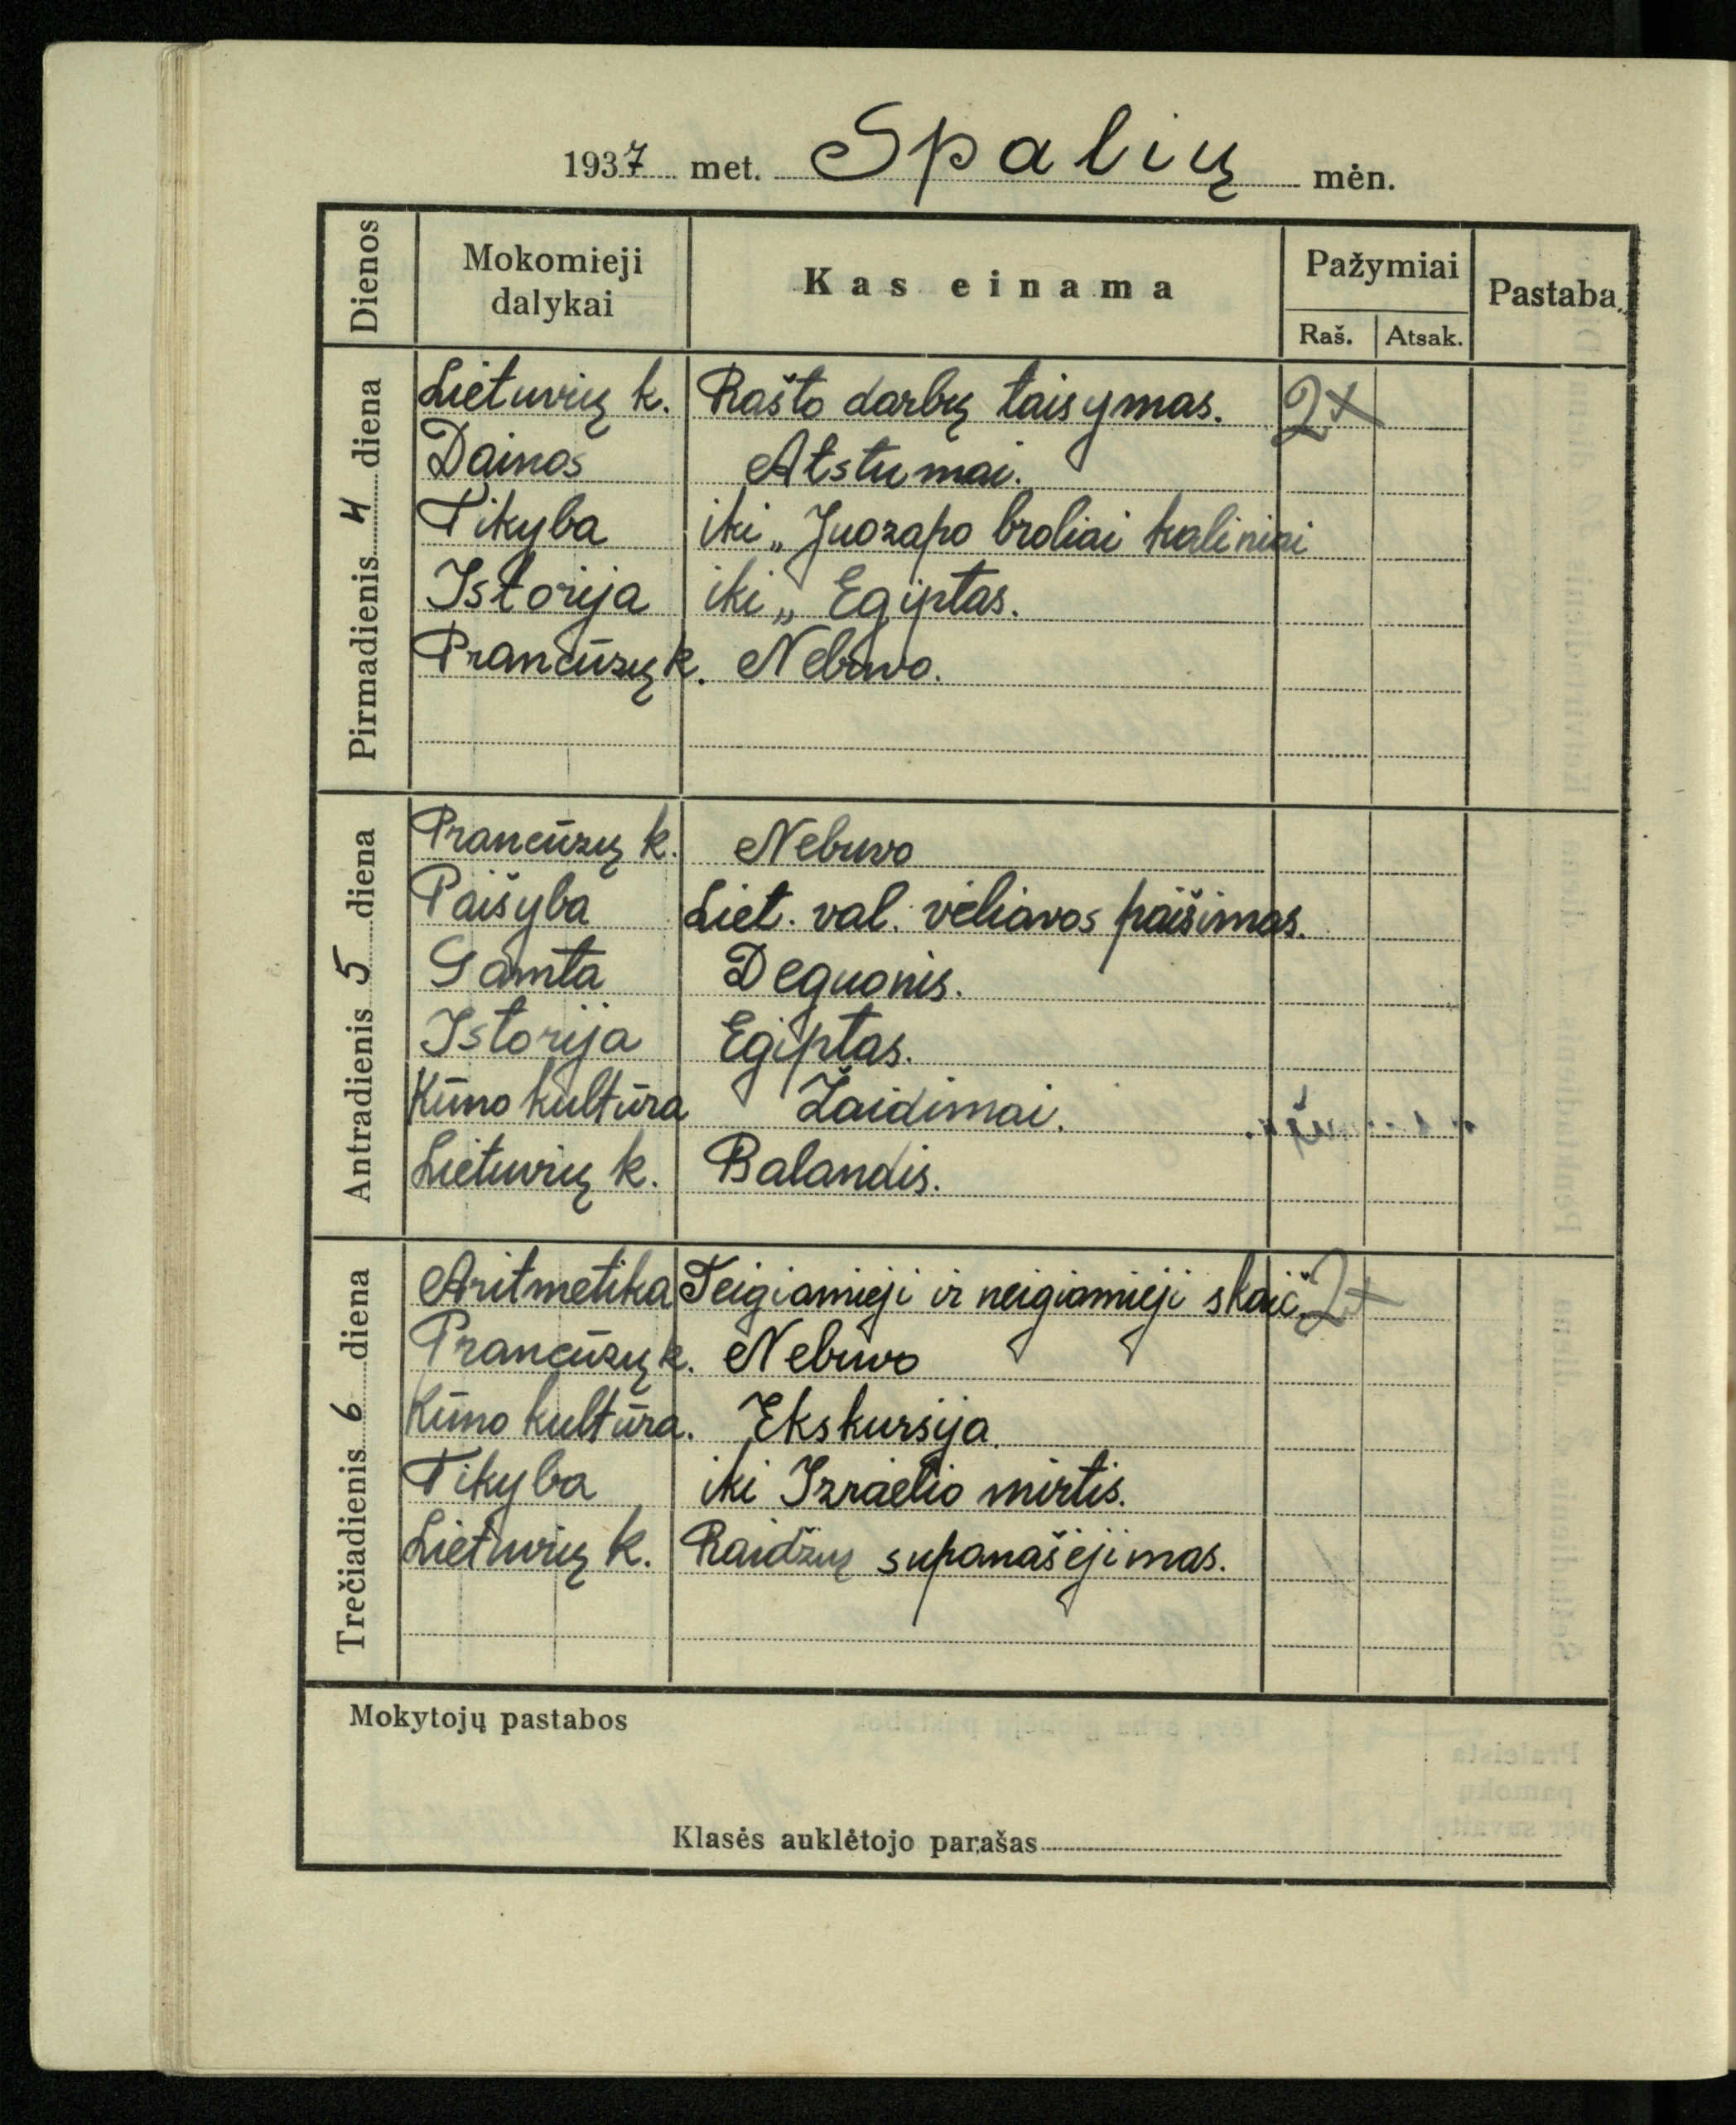 1937 met. Spalių mėn.
Dienos
Mokomieji dalykai
Kas einama
Pažymiai
Raš. Atsak.
Pastaba
Pirmadienis 4 diena
Lietuvių k. Rašto darbų taisymas. 2+
Dainos Atstumai.
Tikyba iki „Juozapo broliai kaliniai
Istorija iki „ Egiptas.
Prancūzų k. Nebuvo.
Antradienis 5 diena
Prancūzų k. Nebuvo
Paišyba Liet. val. vėliavos paišimas.
Gamta Deguonis.
Istorija Egiptas.
Kūno kultūra Žaidimai.
Lietuvių k. Balandis.
Trečiadienis 6 diena
Aritmetika Teigiamieji ir neigiamieji skaič. 2+
Prancūzų k. Nebuvo
Kūno kultūra. Ekskursija.
Tikyba iki Izraelio mirtis.
Lietuvių k. Raidžių supanašėjimas.
Mokytojų pastabos
Klasės auklėtojo parašas